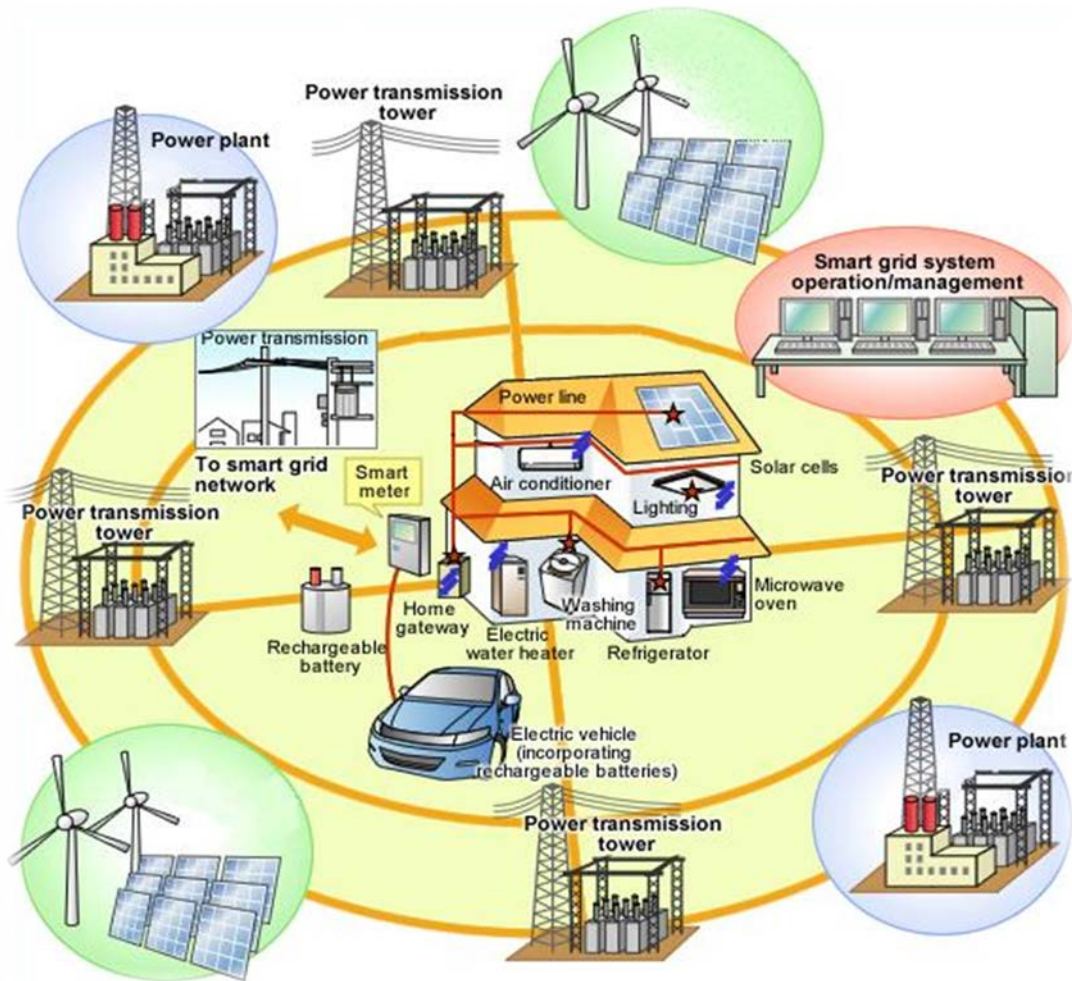 Power transmission
tower
Power plant
Smart grid system
operation/management
Power transmission
Power line
Solar cells
Air conditioner
Lighting
To smart grid
network
Smart
meter
Power transmission
tower
Power transmission
tower
Microwave
oven
Washing
machine
Home
gateway
Electric
water heater
Refrigerator
Rechargeable
battery
Electric vehicle
(incorporating
rechargeable batteries)
Power plant
Power transmission
tower